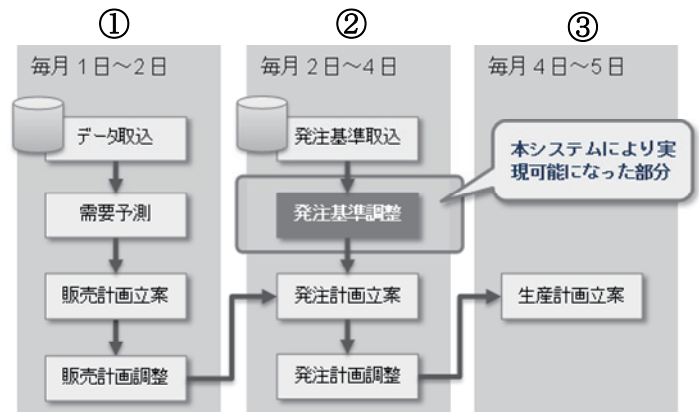 ①
②
③
毎月1日~2日
毎月2日~4日
毎月4日~5日
データ取込
需要予測
販売計画立案
販売計画調整
発注基準取込
発注基準調整
発注計画立案
発注計画調整
本システムにより実
現可能になった部分
生産計画立案